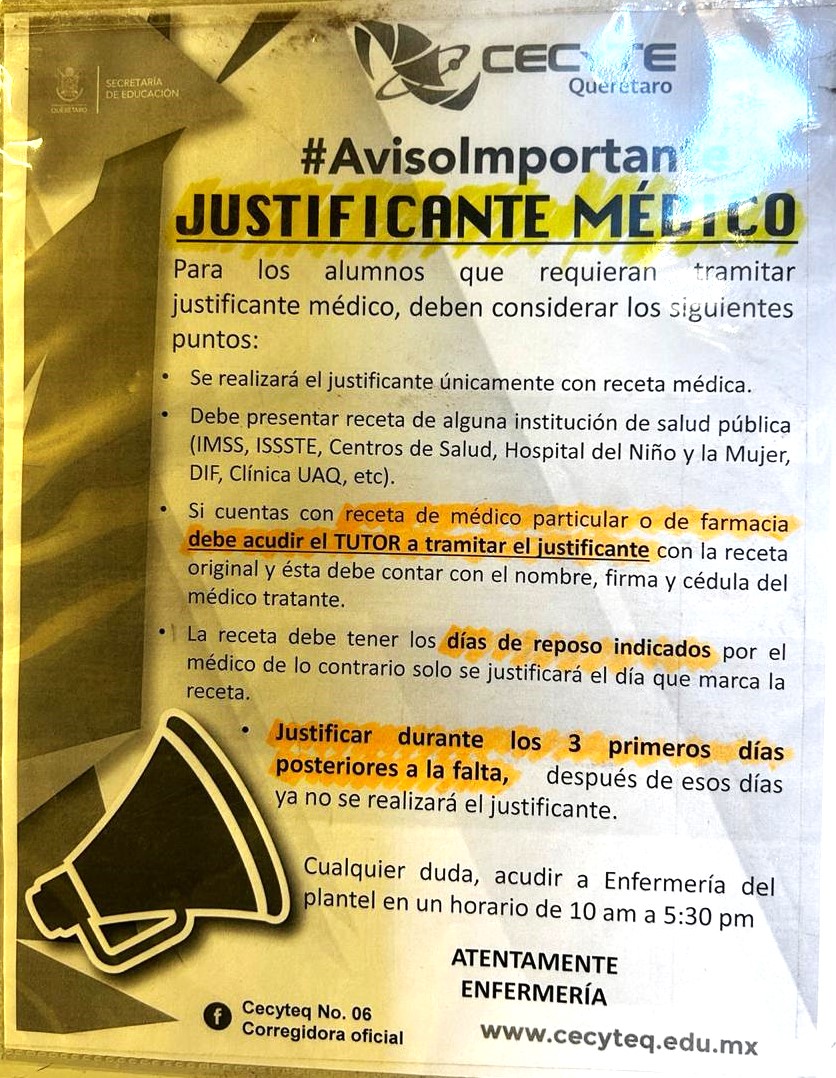 SECRETARÍA
DE EDUCACIÓN
QUERÉTARO
CECYTE
Querétaro
#AvisoImportante
JUSTIFICANTE MÉDICO
Para los alumnos que requieran tramitar
justificante médico, deben considerar los siguientes
puntos:
• Se realizará el justificante únicamente con receta médica.
• Debe presentar receta de alguna institución de salud pública
(IMSS, ISSSTE, Centros de Salud, Hospital del Niño y la Mujer,
DIF, Clínica UAQ, etc).
• Si cuentas con receta de médico particular o de farmacia
debe acudir el TUTOR a tramitar el justificante con la receta
original y ésta debe contar con el nombre, firma y cédula del
médico tratante.
• La receta debe tener los días de reposo indicados por el
médico de lo contrario solo se justificará el día que marca la
receta.
• Justificar durante los 3 primeros días
posteriores a la falta, después de esos días
ya no se realizará el justificante.
Cualquier duda, acudir a Enfermería del
plantel en un horario de 10 am a 5:30 pm
ATENTAMENTE
ENFERMERÍA
Cecyteq No. 06
Corregidora oficial
www.cecyteq.edu.mx